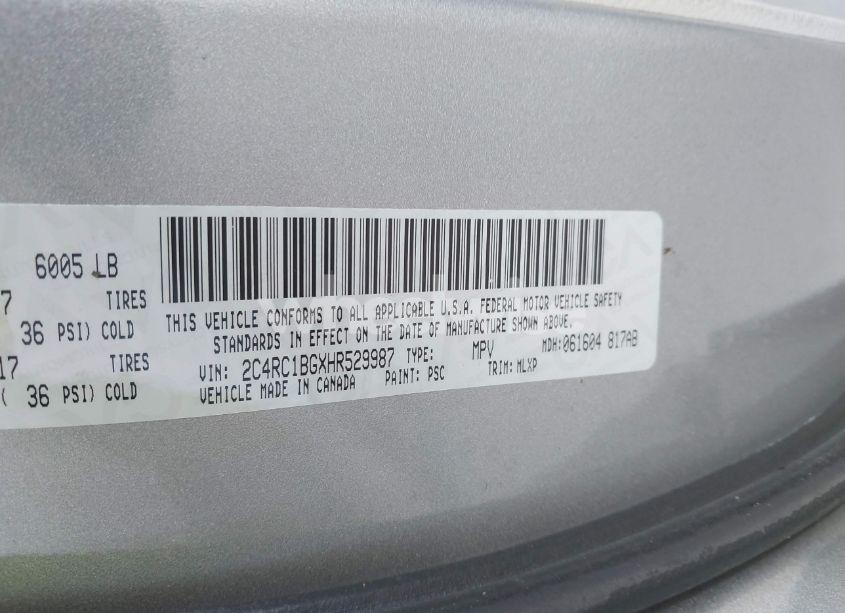 6005 LB
7 TIRES
36 PSI) COLD
17 TIRES
( 36 PSI) COLD
THIS VEHICLE CONFORMS TO ALL APPLICABLE U.S.A. FEDERAL MOTOR VEHICLE SAFETY
STANDARDS IN EFFECT ON THE DATE OF MANUFACTURE SHOWN ABOVE.
VIN: 2C4RC1BGXHR529987 TYPE: MPV MDH:061604 817AB
VEHICLE MADE IN CANADA PAINT: PSC TRIM: MLXP